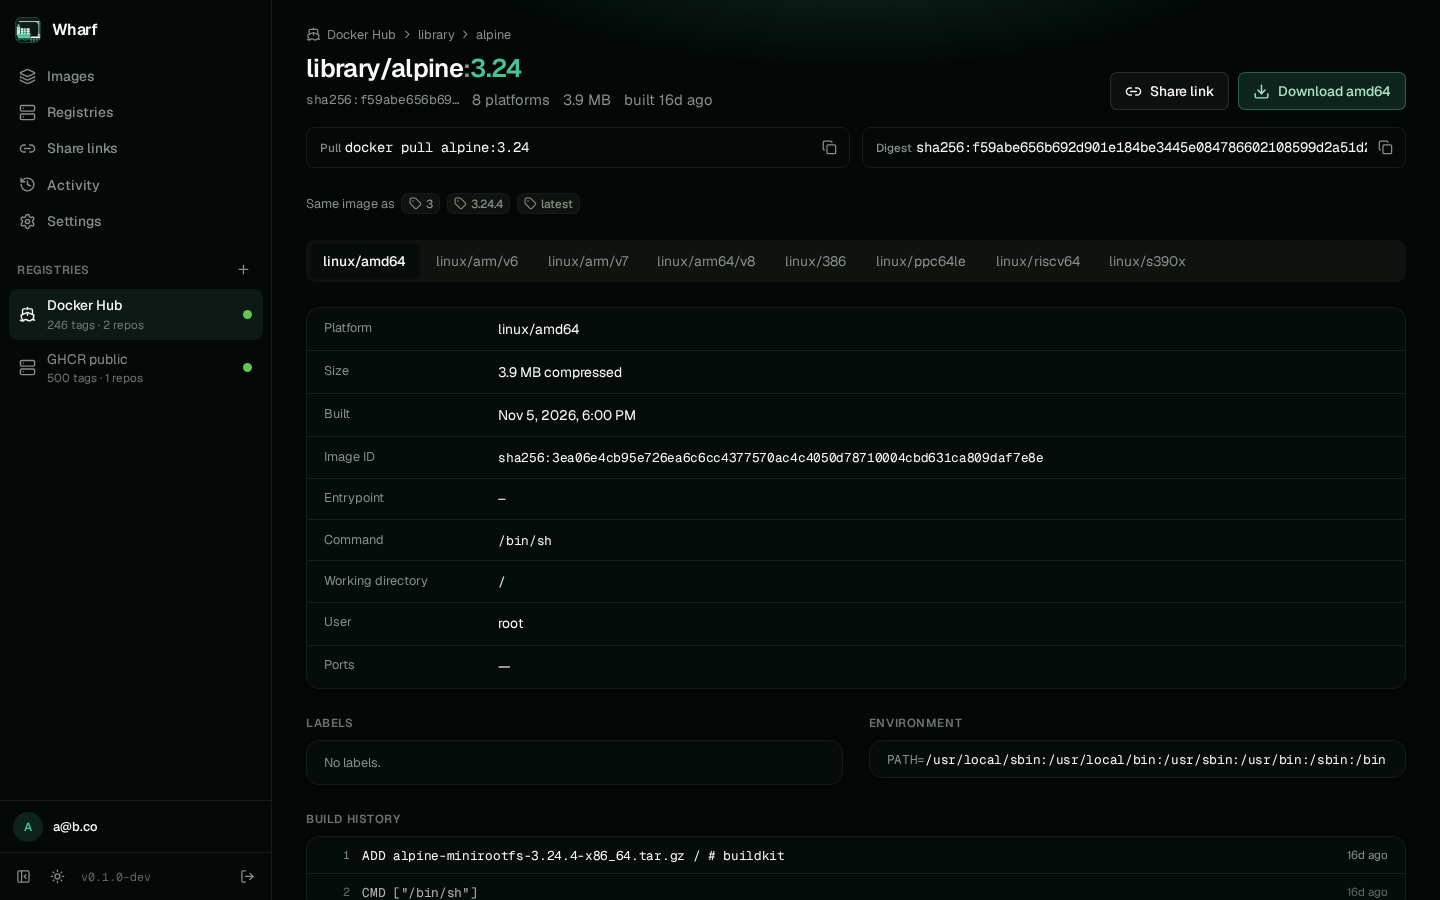 Wharf
Images
Registries
Share links
Activity
Settings
REGISTRIES
Docker Hub
246 tags · 2 repos
GHCR public
500 tags · 1 repos
A a@b.co
v0.1.0-dev
Docker Hub > library > alpine
library/alpine:3.24
sha256:f59abe656b69… 8 platforms 3.9 MB built 16d ago
Share link
Download amd64
Pull docker pull alpine:3.24
Digest sha256:f59abe656b692d901e184be3445e084786602108599d2a51d2
Same image as 3 3.24.4 latest
linux/amd64 linux/arm/v6 linux/arm/v7 linux/arm64/v8 linux/386 linux/ppc64le linux/riscv64 linux/s390x
Platform linux/amd64
Size 3.9 MB compressed
Built Nov 5, 2026, 6:00 PM
Image ID sha256:3ea06e4cb95e726ea6c6cc4377570ac4c4050d78710004cbd631ca809daf7e8e
Entrypoint —
Command /bin/sh
Working directory /
User root
Ports —
LABELS
No labels.
ENVIRONMENT
PATH=/usr/local/sbin:/usr/local/bin:/usr/sbin:/usr/bin:/sbin:/bin
BUILD HISTORY
1 ADD alpine-minirootfs-3.24.4-x86_64.tar.gz / # buildkit 16d ago
2 CMD ["/bin/sh"] 16d ago